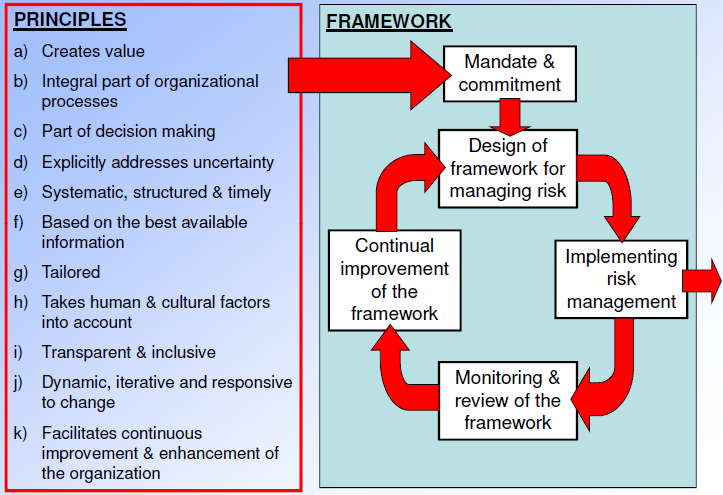 PRINCIPLES
a) Creates value
b) Integral part of organizational
processes
c) Part of decision making
d) Explicitly addresses uncertainty
e) Systematic, structured & timely
f) Based on the best available
information
g) Tailored
h) Takes human & cultural factors
into account
i) Transparent & inclusive
j) Dynamic, iterative and responsive
to change
k) Facilitates continuous
improvement & enhancement of
the organization
FRAMEWORK
Mandate &
commitment
Design of
framework for
managing risk
Implementing
risk
management
Monitoring &
review of the
framework
Continual
improvement
of the
framework